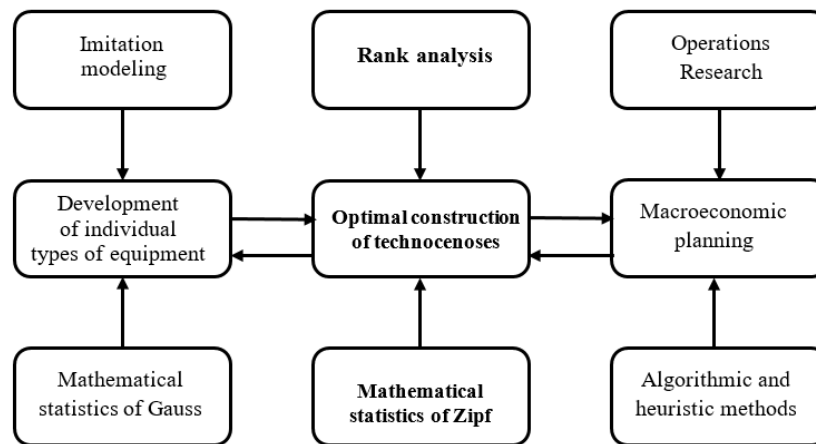 Imitation
modeling
Rank analysis
Operations
Research
Development
of individual
types of equipment
Optimal construction
of technocenoses
Macroeconomic
planning
Mathematical
statistics of Gauss
Mathematical
statistics of Zipf
Algorithmic and
heuristic methods